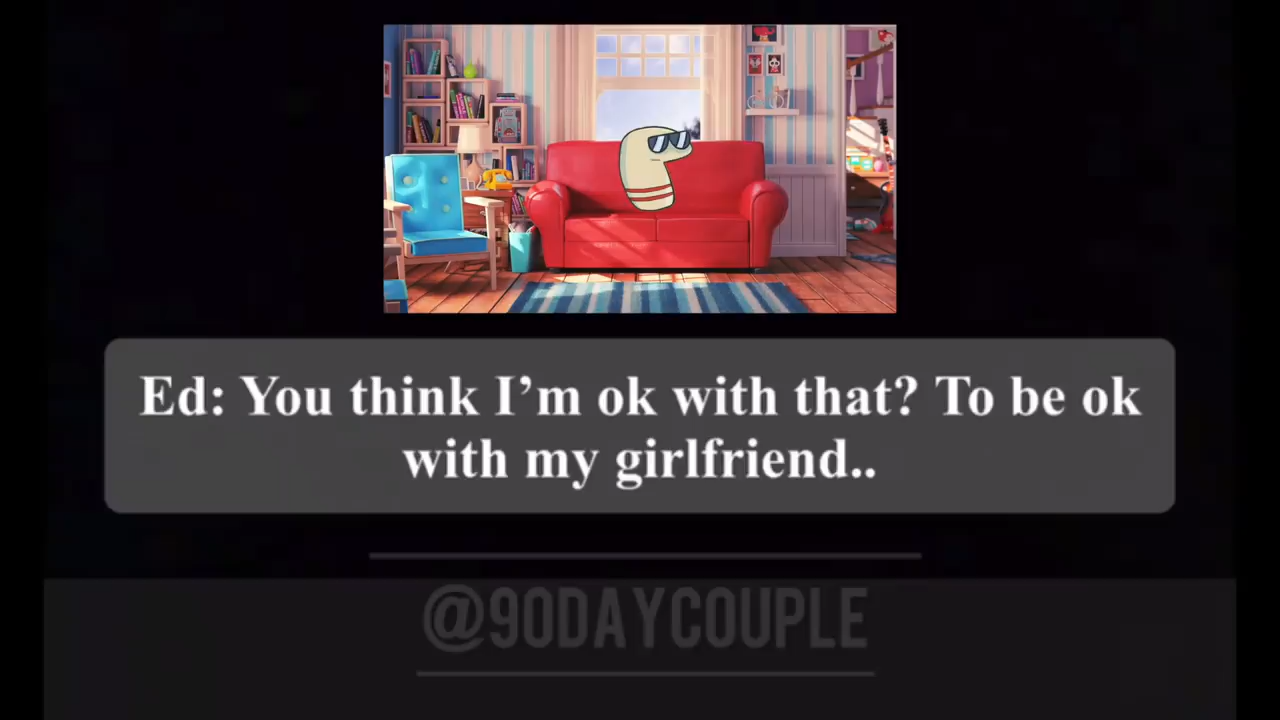 Ed: You think I’m ok with that? To be ok
with my girlfriend..
@90DAYCOUPLE